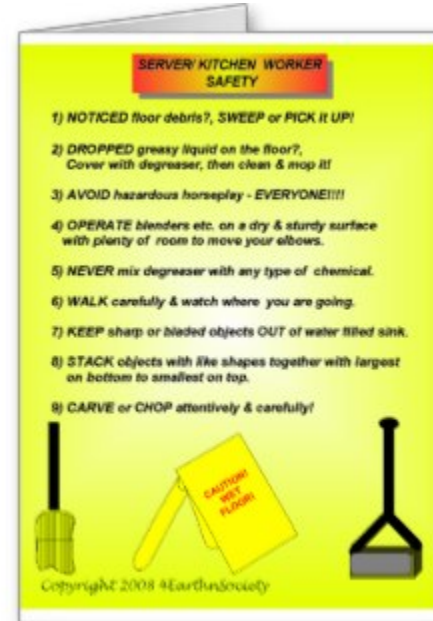 SERVER/ KITCHEN WORKER
SAFETY
1) NOTICED floor debris?, SWEEP or PICK it UP!
2) DROPPED greasy liquid on the floor?,
Cover with degreaser, then clean & mop it!
3) AVOID hazardous horseplay - EVERYONE!!!!
4) OPERATE blenders etc. on a dry & sturdy surface
with plenty of room to move your elbows.
5) NEVER mix degreaser with any type of chemical.
6) WALK carefully & watch where you are going.
7) KEEP sharp or bladed objects OUT of water filled sink.
8) STACK objects with like shapes together with largest
on bottom to smallest on top.
9) CARVE or CHOP attentively & carefully!
CAUTION!
WET
FLOOR!
Copyright 2008 4EarthnSociety